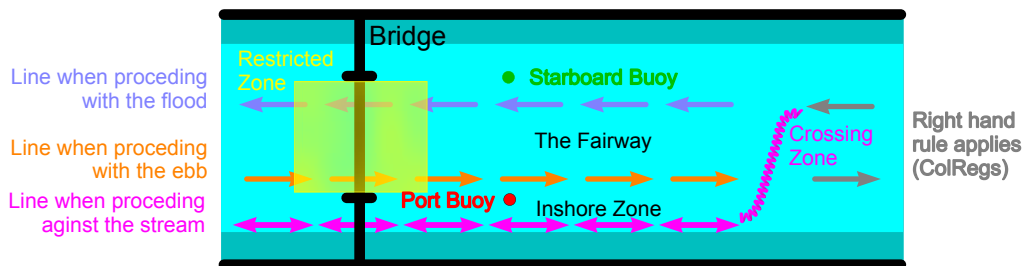 Bridge
Restricted
Zone
Starboard Buoy
Line when proceding
with the flood
The Fairway
Crossing
Zone
Right hand
rule applies
(ColRegs)
Line when proceding
with the ebb
Port Buoy
Inshore Zone
Line when proceding
aginst the stream